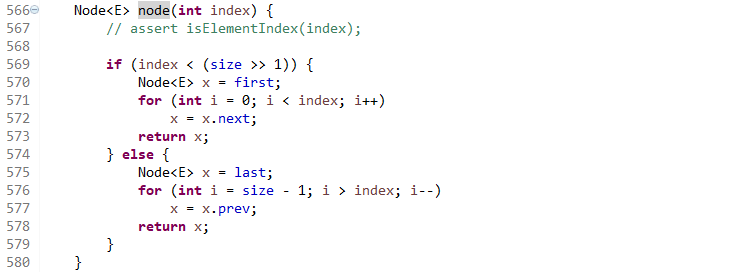 566 Node<E> node(int index) {
567 // assert isElementIndex(index);
568
569 if (index < (size >> 1)) {
570 Node<E> x = first;
571 for (int i = 0; i < index; i++)
572 x = x.next;
573 return x;
574 } else {
575 Node<E> x = last;
576 for (int i = size - 1; i > index; i--)
577 x = x.prev;
578 return x;
579 }
580 }